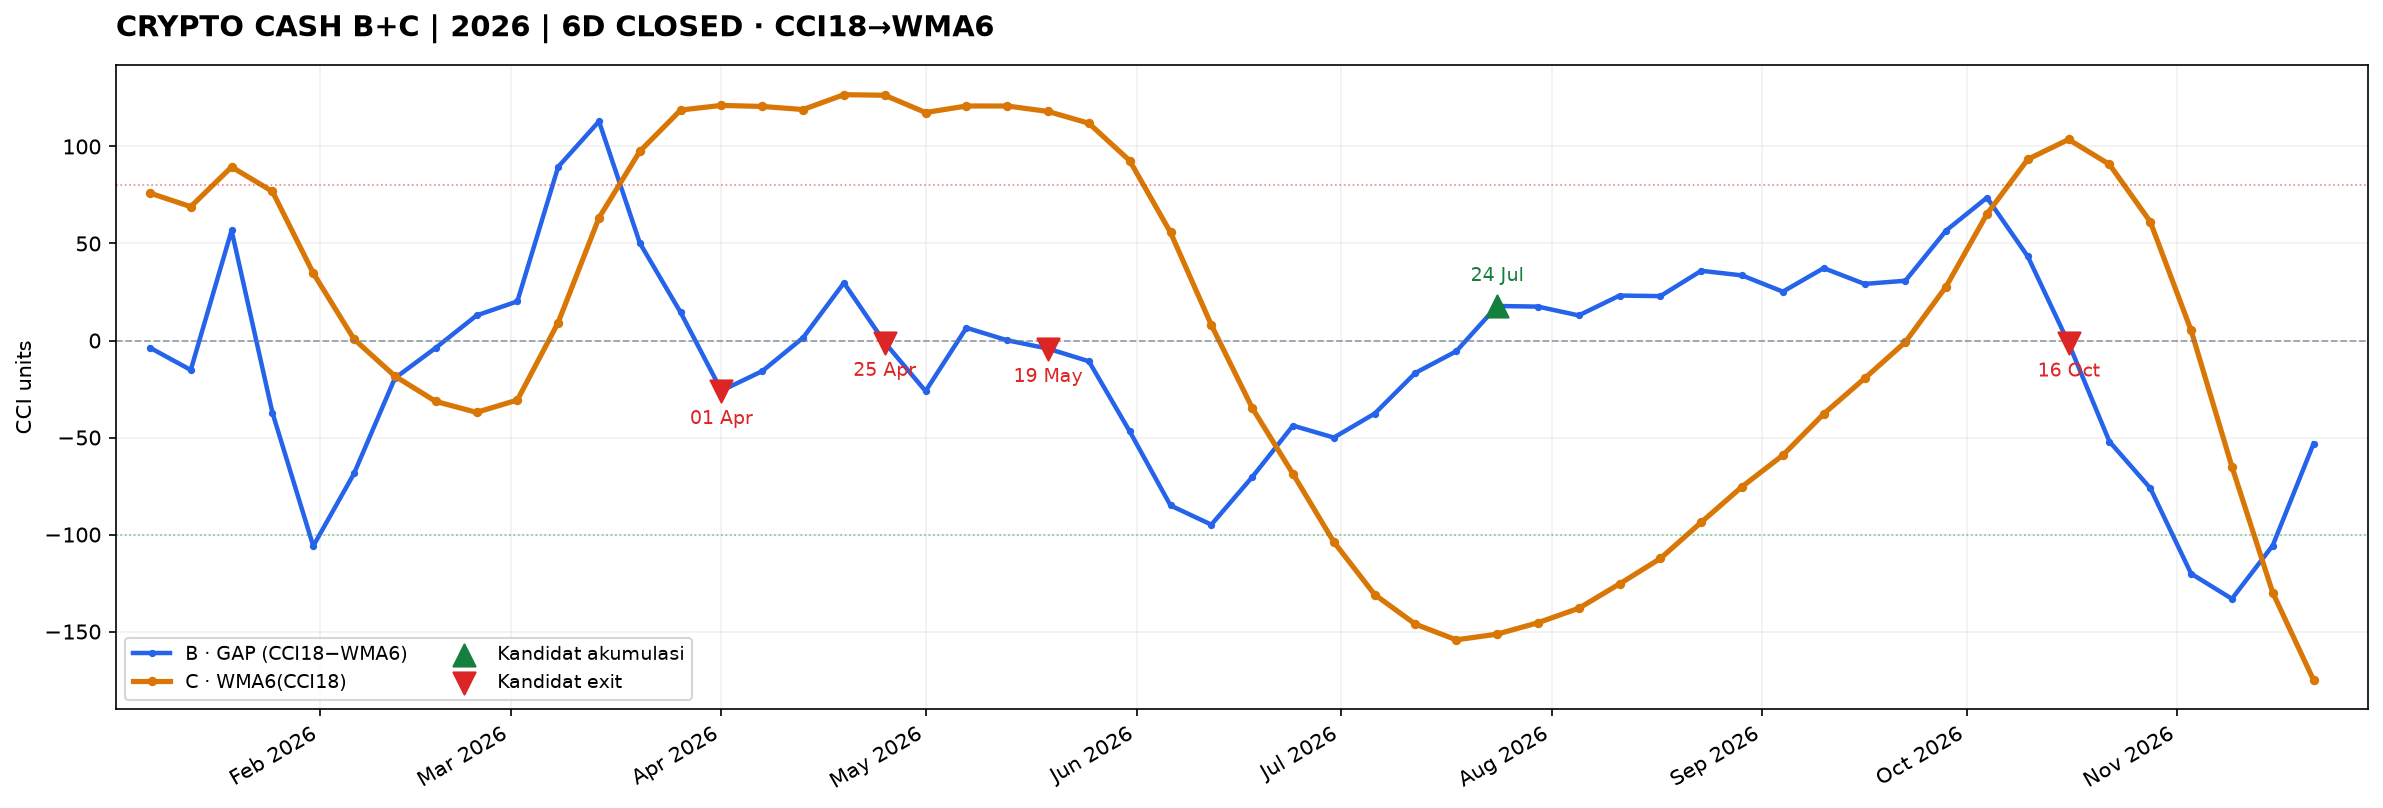 CRYPTO CASH B+C | 2026 | 6D CLOSED · CCI18→WMA6
CCI units
100
50
0
−50
−100
−150
01 Apr
25 Apr
19 May
24 Jul
16 Oct
B · GAP (CCI18−WMA6)
C · WMA6(CCI18)
Kandidat akumulasi
Kandidat exit
Feb 2026
Mar 2026
Apr 2026
May 2026
Jun 2026
Jul 2026
Aug 2026
Sep 2026
Oct 2026
Nov 2026